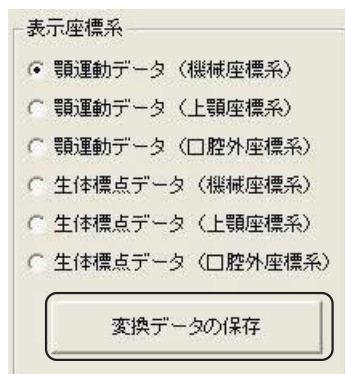 表示座標系
顎運動データ（機械座標系）
顎運動データ（上顎座標系）
顎運動データ（口腔外座標系）
生体標点データ（機械座標系）
生体標点データ（上顎座標系）
生体標点データ（口腔外座標系）
変換データの保存